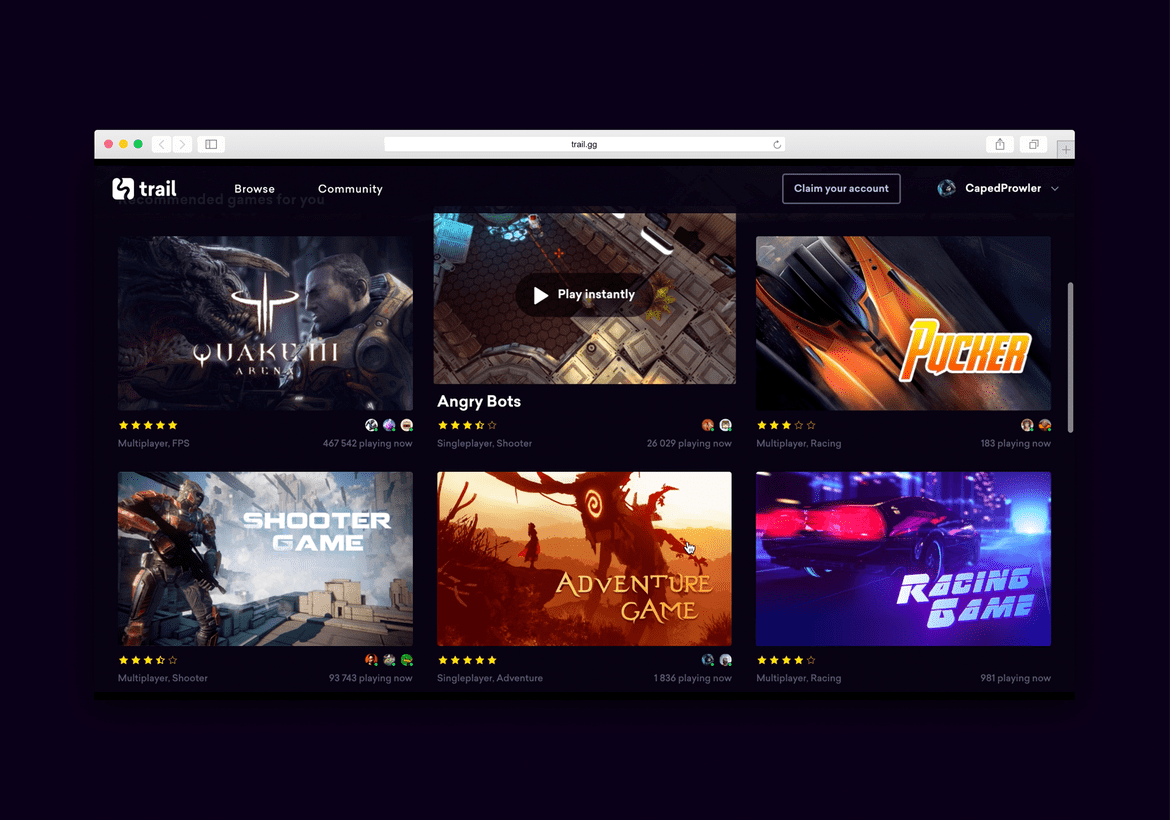 trail.gg
trail
Browse
Community
Claim your account
CapedProwler
Recommended games for you
QUAKE III
ARENA
Play instantly
PUCKER
Angry Bots
Multiplayer, FPS
467 542 playing now
Singleplayer, Shooter
26 029 playing now
Multiplayer, Racing
183 playing now
SHOOTER
GAME
ADVENTURE
GAME
RACING
GAME
Multiplayer, Shooter
93 743 playing now
Singleplayer, Adventure
1 836 playing now
Multiplayer, Racing
981 playing now